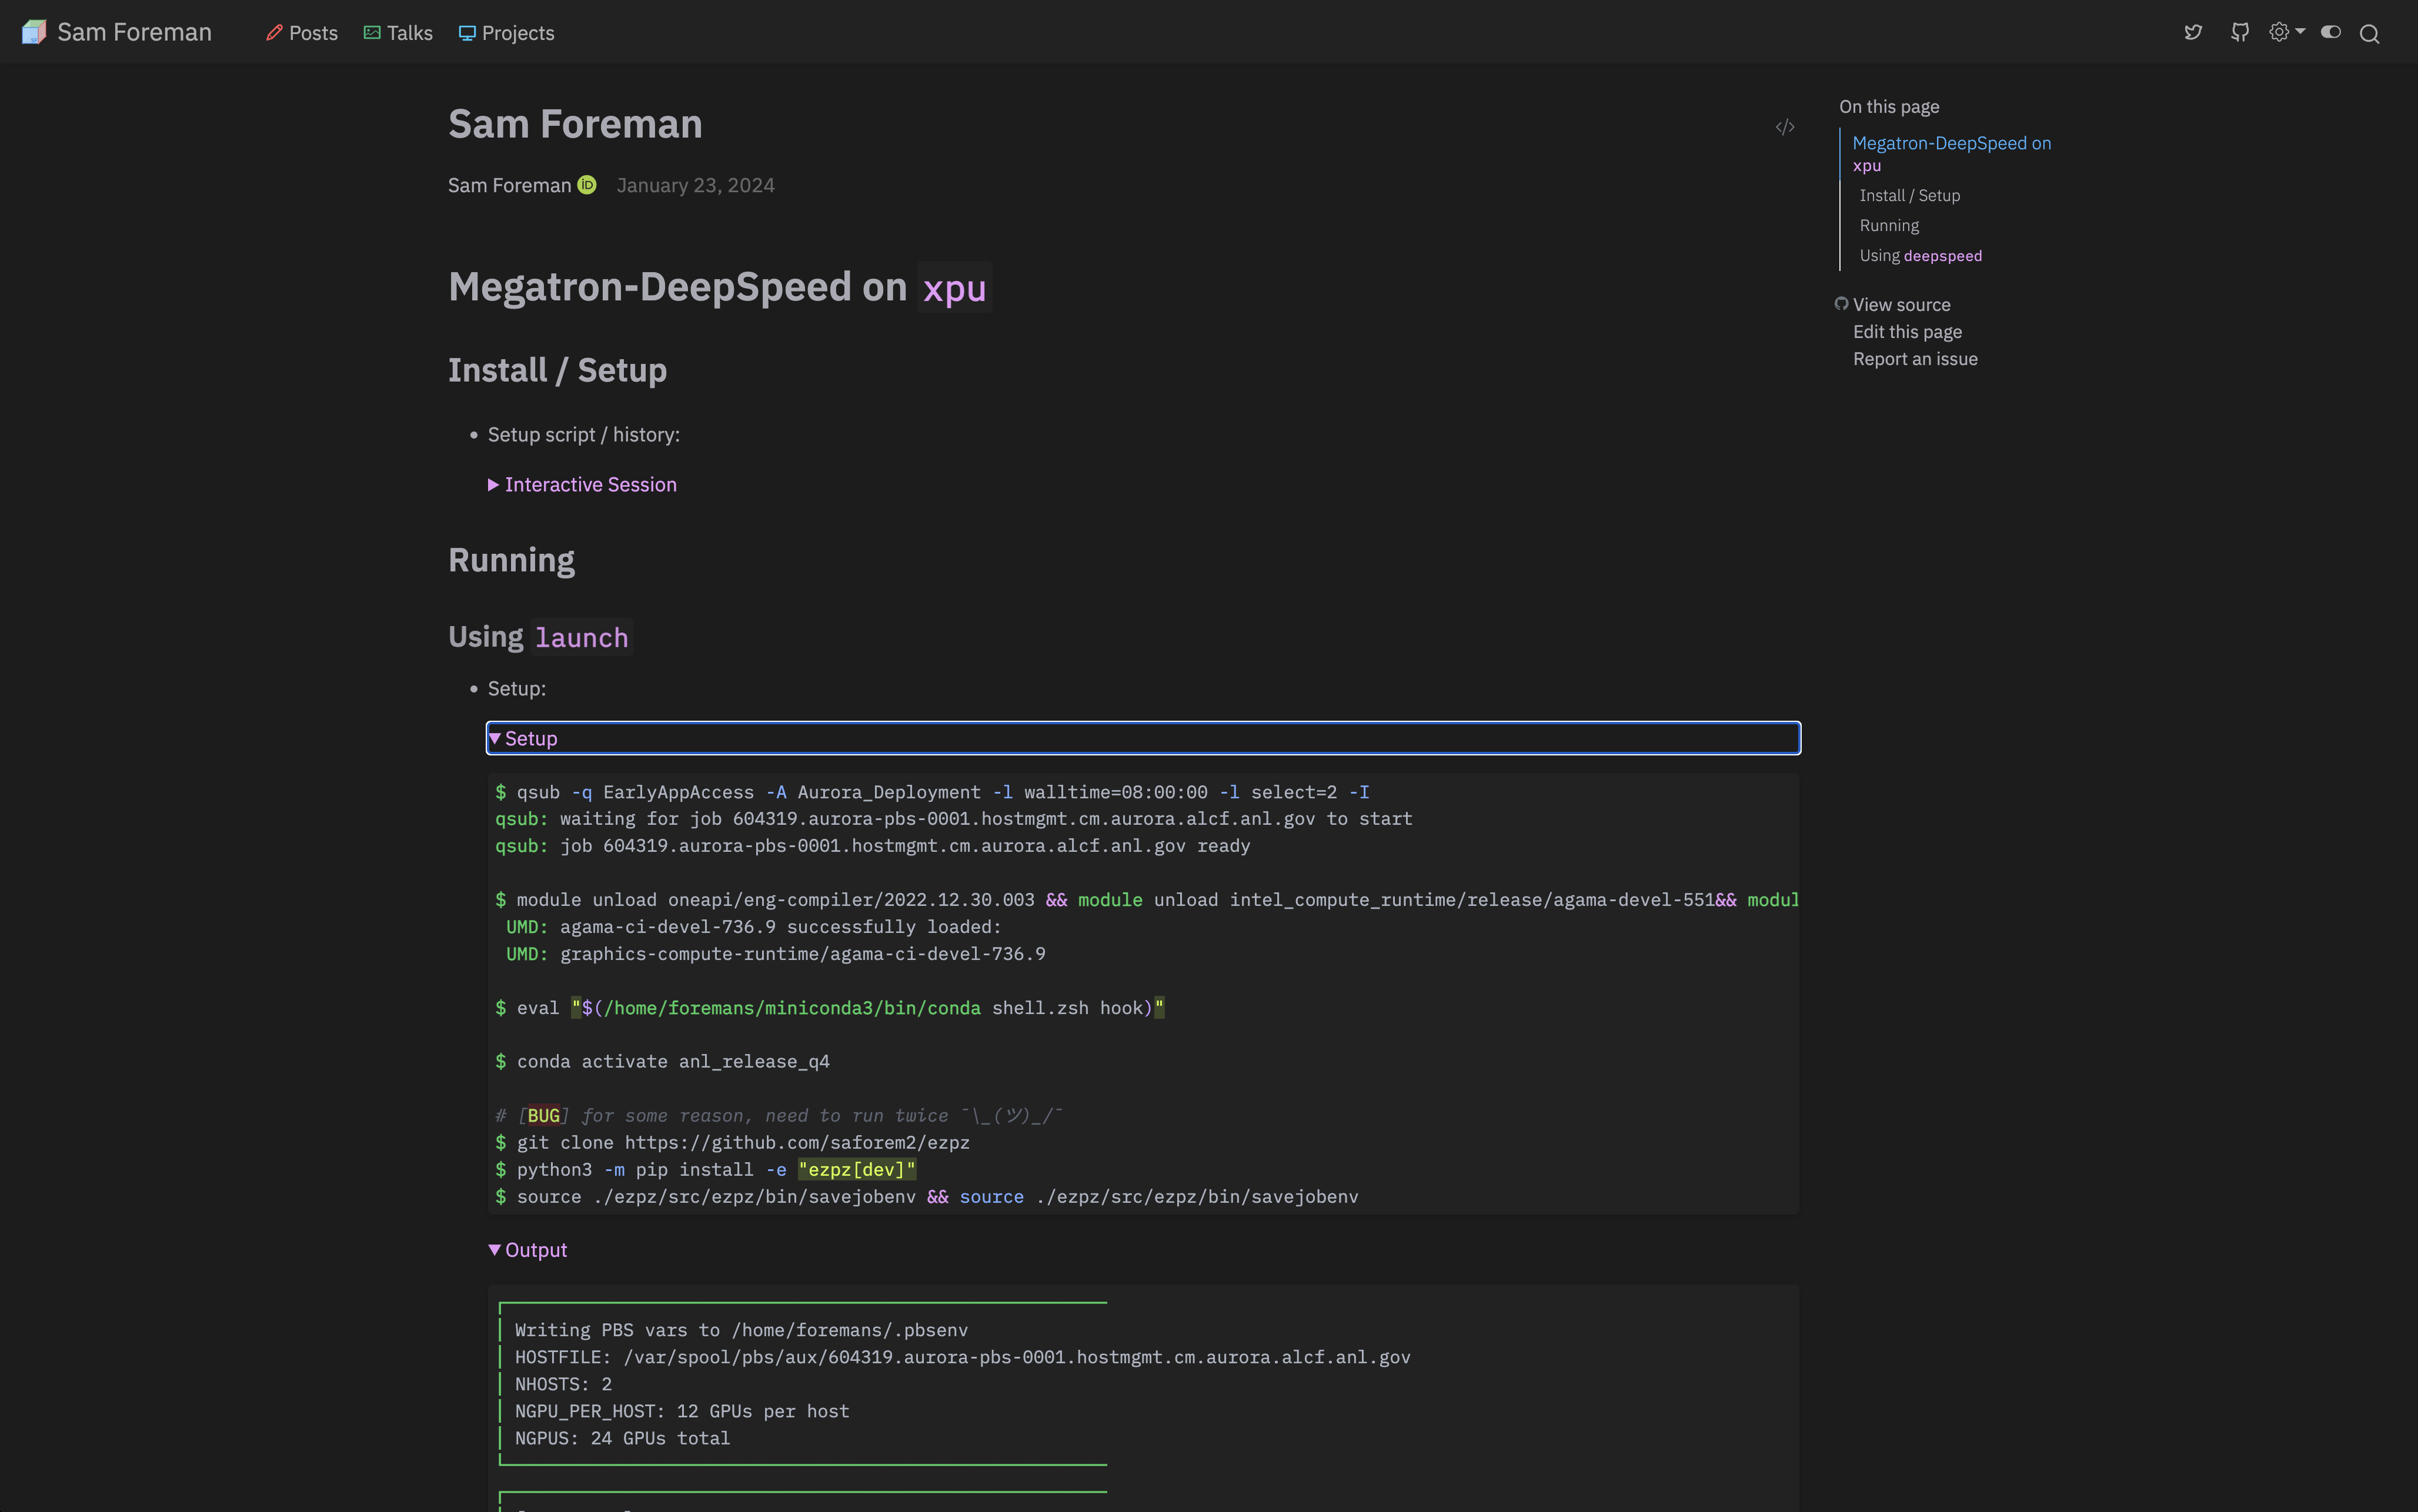 Sam Foreman
Posts
Talks
Projects
Sam Foreman
Sam Foreman iD January 23, 2024
Megatron-DeepSpeed on xpu
Install / Setup
• Setup script / history:
▶ Interactive Session
Running
Using launch
• Setup:
▼ Setup
$ qsub -q EarlyAppAccess -A Aurora_Deployment -l walltime=08:00:00 -l select=2 -I
qsub: waiting for job 604319.aurora-pbs-0001.hostmgmt.cm.aurora.alcf.anl.gov to start
qsub: job 604319.aurora-pbs-0001.hostmgmt.cm.aurora.alcf.anl.gov ready
$ module unload oneapi/eng-compiler/2022.12.30.003 && module unload intel_compute_runtime/release/agama-devel-551&& modul
UMD: agama-ci-devel-736.9 successfully loaded:
UMD: graphics-compute-runtime/agama-ci-devel-736.9
$ eval "$(/home/foremans/miniconda3/bin/conda shell.zsh hook)"
$ conda activate anl_release_q4
# [BUG] for some reason, need to run twice ¯\_(ツ)_/¯
$ git clone https://github.com/saforem2/ezpz
$ python3 -m pip install -e "ezpz[dev]"
$ source ./ezpz/src/ezpz/bin/savejobenv && source ./ezpz/src/ezpz/bin/savejobenv
▼ Output
Writing PBS vars to /home/foremans/.pbsenv
HOSTFILE: /var/spool/pbs/aux/604319.aurora-pbs-0001.hostmgmt.cm.aurora.alcf.anl.gov
NHOSTS: 2
NGPU_PER_HOST: 12 GPUs per host
NGPUS: 24 GPUs total
On this page
Megatron-DeepSpeed on
xpu
Install / Setup
Running
Using deepspeed
View source
Edit this page
Report an issue